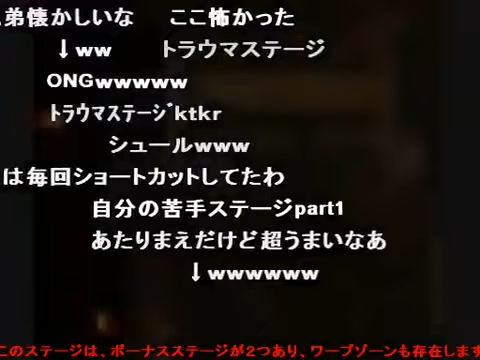 弟懐かしいな ここ怖かった
↓ww トラウマステージ
ONGwwwww
ﾄﾗｳﾏｽﾃｰｼﾞktkr
シュールwww
は毎回ショートカットしてたわ
自分の苦手ステージpart1
あたりまえだけど超うまいなあ
↓wwwwww
このステージは、ボーナスステージが2つあり、ワープゾーンも存在します